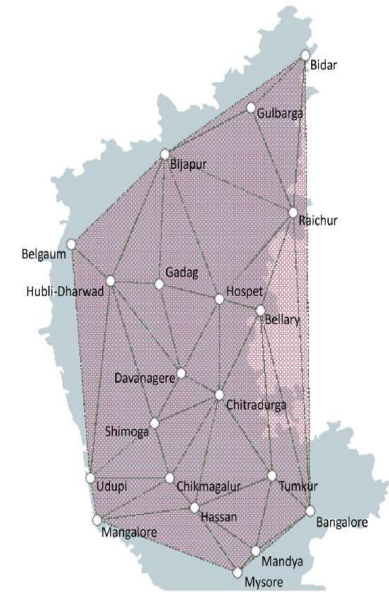 Bidar
Gulbarga
Bijapur
Raichur
Belgaum
Gadag
Hubli-Dharwad
Hospet
Bellary
Davanagere
Chitradurga
Shimoga
Udupi
Chikmagalur
Tumkur
Hassan
Bangalore
Mangalore
Mandya
Mysore